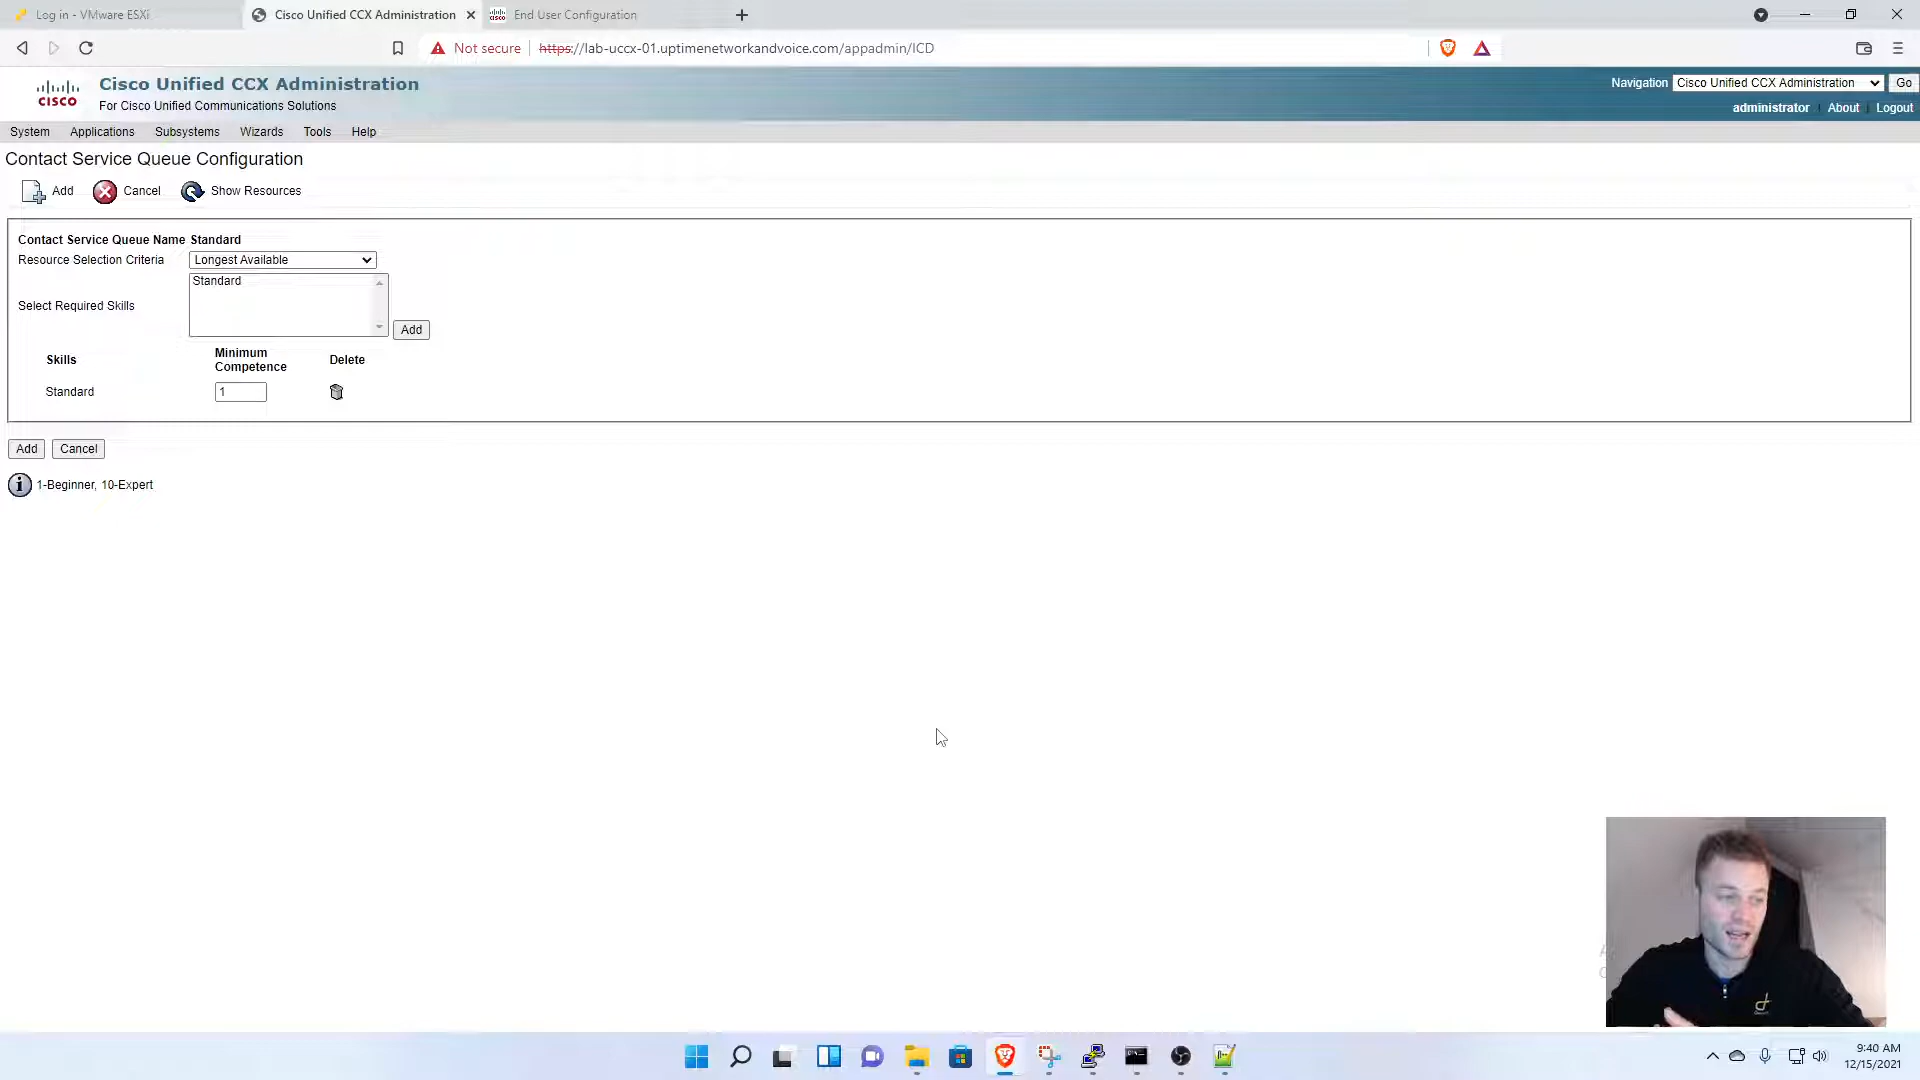 Log in - VMware ESXi
Cisco Unified CCX Administration
End User Configuration
Not secure
https://lab-uccx-01.uptimenetworkandvoice.com/appadmin/ICD
cisco
Cisco Unified CCX Administration
For Cisco Unified Communications Solutions
Navigation Cisco Unified CCX Administration Go
administrator About Logout
System Applications Subsystems Wizards Tools Help
Contact Service Queue Configuration
Add Cancel Show Resources
Contact Service Queue Name Standard
Resource Selection Criteria Longest Available
Standard
Select Required Skills
Add
Skills Minimum Competence Delete
Standard 1
Add Cancel
1-Beginner, 10-Expert
9:40 AM
12/15/2021